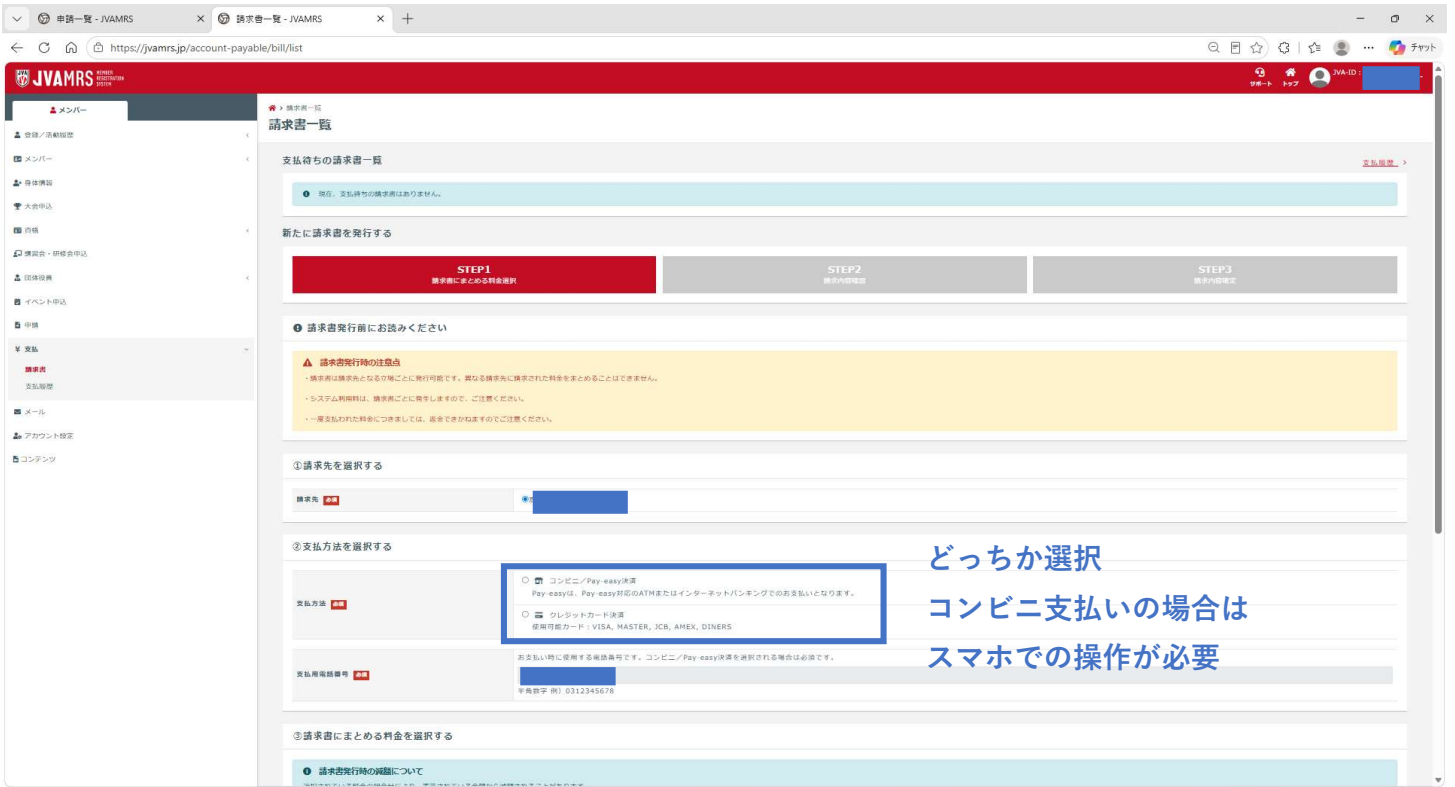 申請一覧 - JVAMRS
請求書一覧 - JVAMRS
https://jvamrs.jp/account-payable/bill/list
チャット
JVAMRS MEMBER REGISTRATION SYSTEM
サポート
トップ
JVA-ID :
メンバー
登録／活動履歴
メンバー
身体情報
大会申込
資格
講習会・研修会申込
団体役員
イベント申込
申請
¥ 支払
請求書
支払履歴
メール
アカウント設定
コンテンツ
請求書一覧
請求書一覧
支払待ちの請求書一覧
支払履歴
現在、支払待ちの請求書はありません。
新たに請求書を発行する
STEP1
請求書にまとめる料金選択
STEP2
請求内容確認
STEP3
請求内容確定
請求書発行前にお読みください
請求書発行時の注意点
・請求書は請求先となる立場ごとに発行可能です。異なる請求先に請求された料金をまとめることはできません。
・システム利用料は、請求書ごとに発生しますので、ご注意ください。
・一度支払われた料金につきましては、返金できかねますのでご注意ください。
①請求先を選択する
請求先 必須
②支払方法を選択する
支払方法 必須
コンビニ／Pay-easy決済
Pay-easyは、Pay-easy対応のATMまたはインターネットバンキングでのお支払いとなります。
クレジットカード決済
使用可能カード : VISA, MASTER, JCB, AMEX, DINERS
どっちか選択
コンビニ支払いの場合は
スマホでの操作が必要
支払用電話番号 必須
お支払い時に使用する電話番号です。コンビニ／Pay-easy決済を選択される場合は必須です。
半角数字 例）0312345678
③請求書にまとめる料金を選択する
請求書発行時の減額について